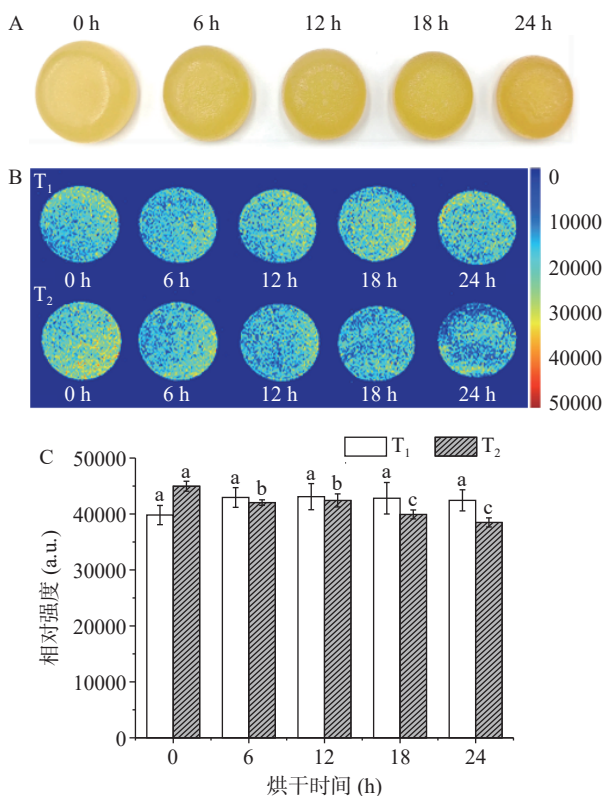 A 0 h 6 h 12 h 18 h 24 h
B T₁ 0
0 h 6 h 12 h 18 h 24 h 10000
T₂ 20000
30000
40000
0 h 6 h 12 h 18 h 24 h 50000
C T₁ T₂
50000 a a a b a b a c a c
40000
30000
20000
10000
0
相对强度 (a.u.)
0 6 12 18 24
烘干时间 (h)